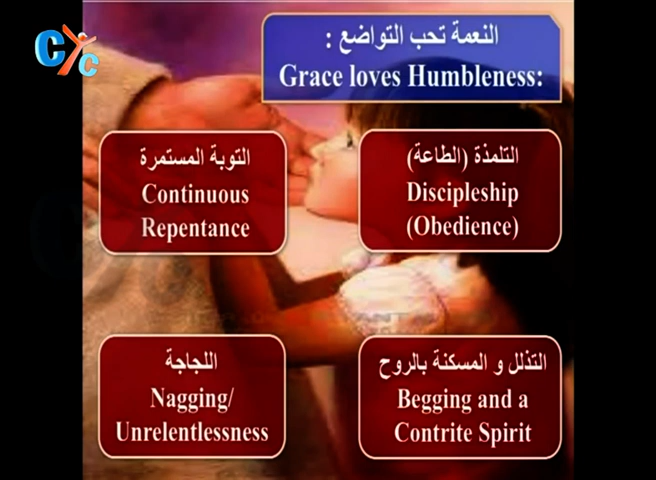 CYC
النعمة تحب التواضع :
Grace loves Humbleness:
التوبة المستمرة
Continuous
Repentance
التلمذة (الطاعة)
Discipleship
(Obedience)
اللجاجة
Nagging/
Unrelentlessness
التذلل و المسكنة بالروح
Begging and a
Contrite Spirit